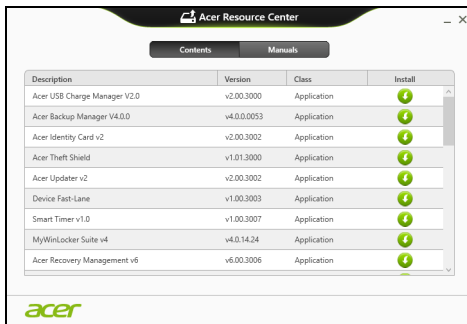 Acer Resource Center
Contents Manuals
Description Version Class Install
Acer USB Charge Manager V2.0 v2.00.3000 Application
Acer Backup Manager V4.0.0 v4.0.0.0053 Application
Acer Identity Card v2 v2.00.3002 Application
Acer Theft Shield v1.01.3000 Application
Acer Updater v2 v2.00.3002 Application
Device Fast-Lane v1.00.3003 Application
Smart Timer v1.0 v1.00.3007 Application
MyWinLocker Suite v4 v4.0.14.24 Application
Acer Recovery Management v6 v6.00.3006 Application
acer